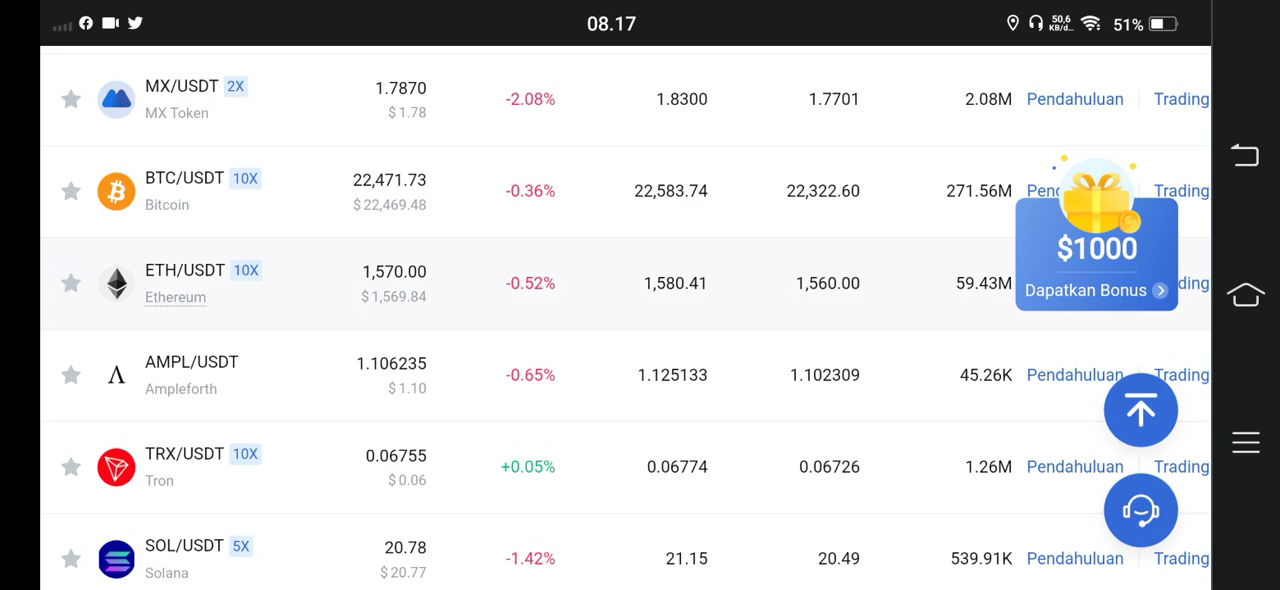 08.17
50,6
KB/d...
51%
MX/USDT 2X 1.7870 -2.08% 1.8300 1.7701 2.08M Pendahuluan Trading
MX Token $ 1.78
BTC/USDT 10X 22,471.73 -0.36% 22,583.74 22,322.60 271.56M Pend Trading
Bitcoin $ 22,469.48
$1000
Dapatkan Bonus
ETH/USDT 10X 1,570.00 -0.52% 1,580.41 1,560.00 59.43M ding
Ethereum $ 1,569.84
AMPL/USDT 1.106235 -0.65% 1.125133 1.102309 45.26K Pendahuluan Trading
Ampleforth $ 1.10
TRX/USDT 10X 0.06755 +0.05% 0.06774 0.06726 1.26M Pendahuluan Trading
Tron $ 0.06
SOL/USDT 5X 20.78 -1.42% 21.15 20.49 539.91K Pendahuluan Trading
Solana $ 20.77